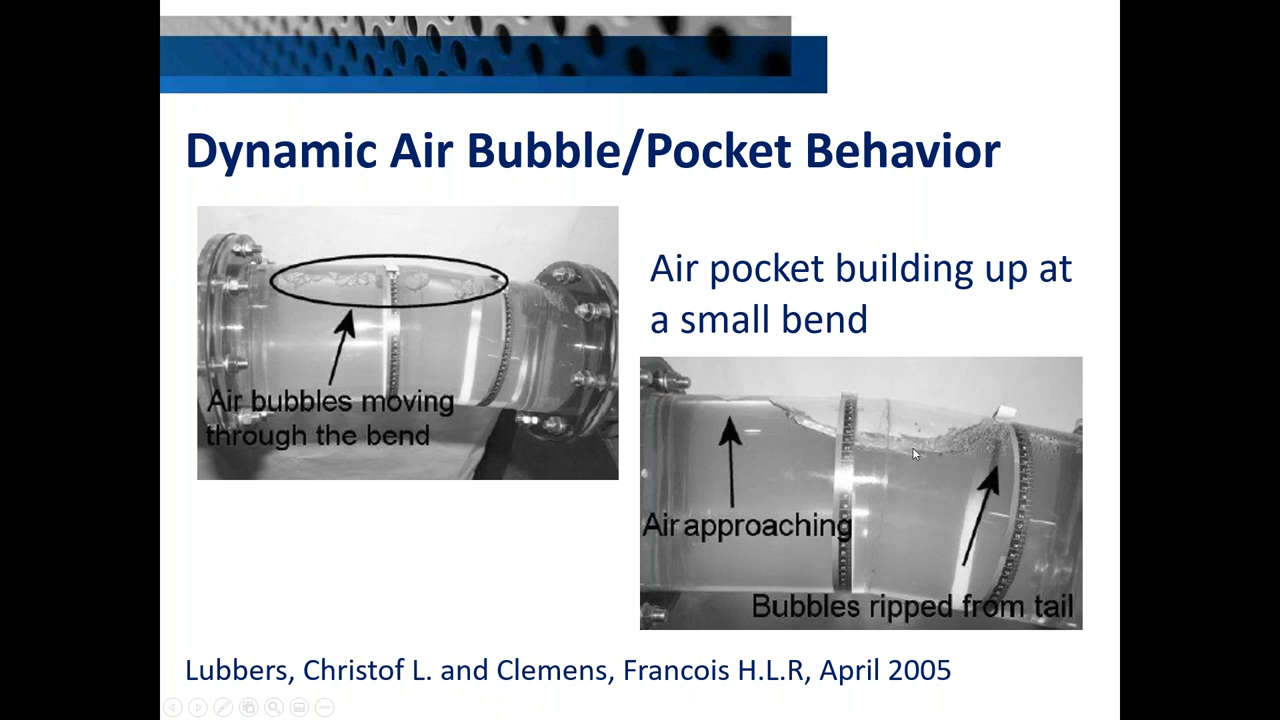 Dynamic Air Bubble/Pocket Behavior
Air bubbles moving
through the bend
Air pocket building up at
a small bend
Air approaching
Bubbles ripped from tail
Lubbers, Christof L. and Clemens, Francois H.L.R, April 2005